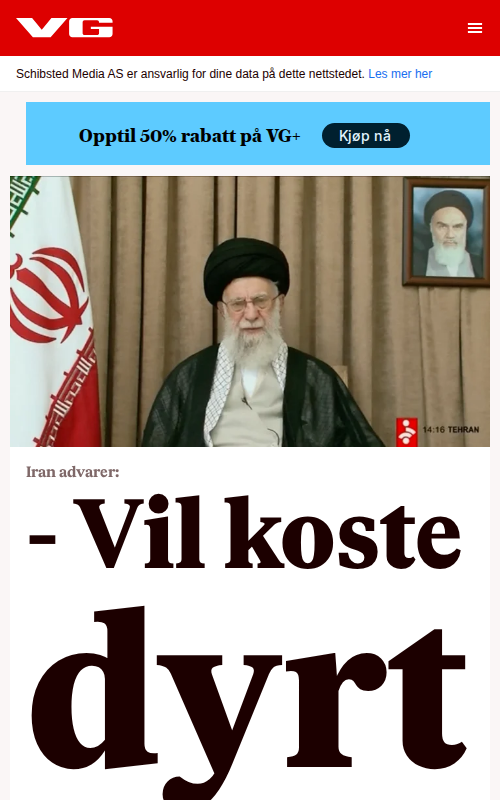 VG
Schibsted Media AS er ansvarlig for dine data på dette nettstedet. Les mer her
Opptil 50% rabatt på VG+ Kjøp nå
14:16 TEHRAN
Iran advarer:
- Vil koste
dyrt